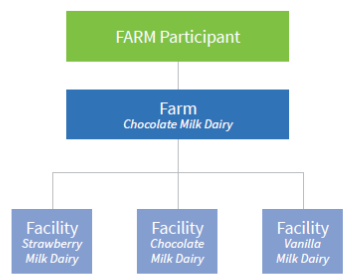 FARM Participant
Farm
Chocolate Milk Dairy
Facility
Strawberry
Milk Dairy
Facility
Chocolate
Milk Dairy
Facility
Vanilla
Milk Dairy